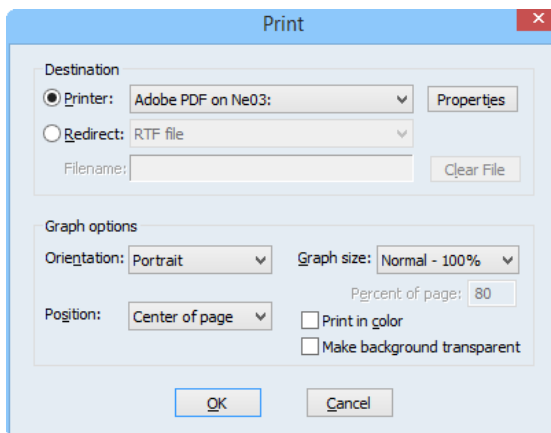 Print
Destination
Printer: Adobe PDF on Ne03: Properties
Redirect: RTF file
Filename: Clear File
Graph options
Orientation: Portrait Graph size: Normal - 100%
Percent of page: 80
Position: Center of page Print in color
Make background transparent
OK Cancel